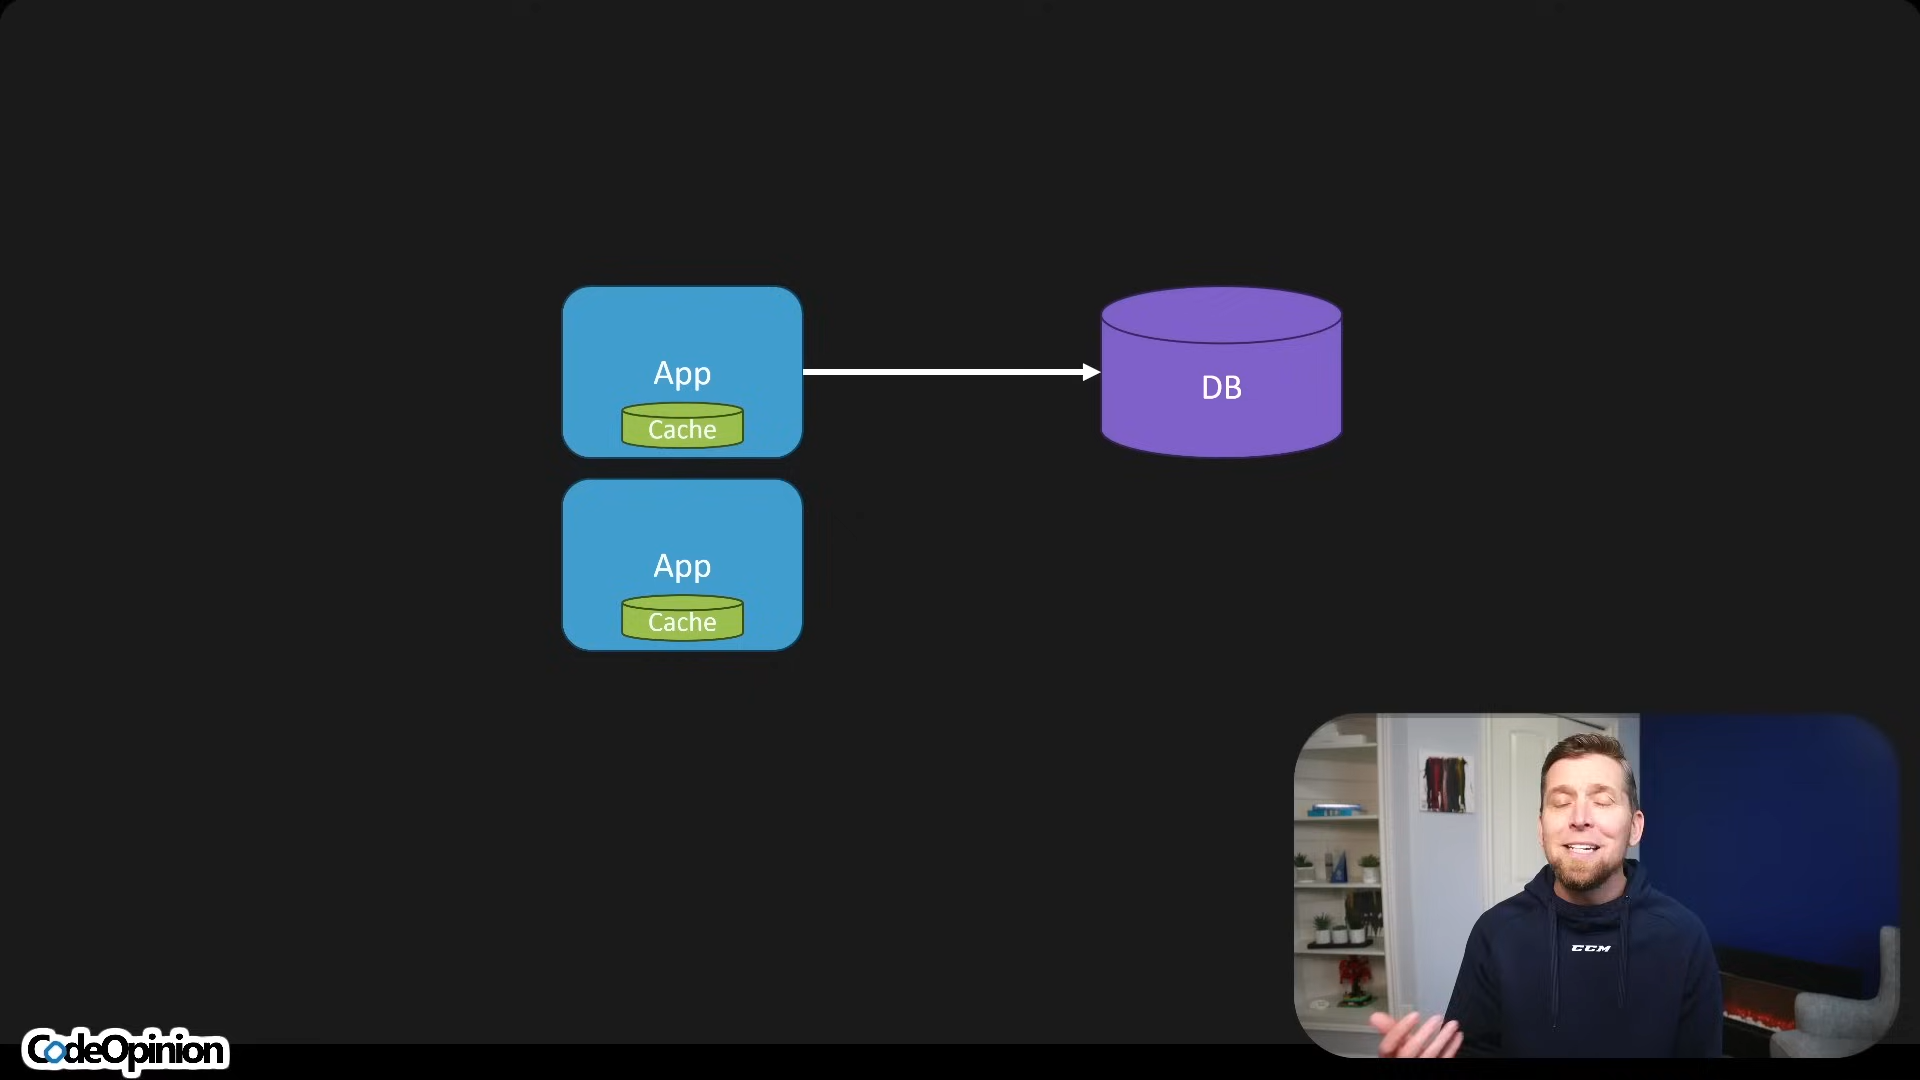 App
Cache
DB
App
Cache
CCM
CodeOpinion